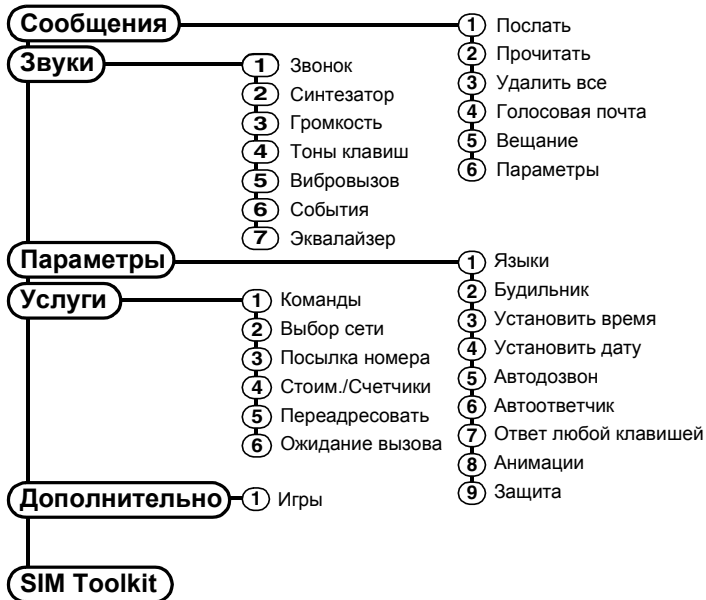 Сообщения
1 Послать
2 Прочитать
3 Удалить все
4 Голосовая почта
5 Вещание
6 Параметры
Звуки
1 Звонок
2 Синтезатор
3 Громкость
4 Тоны клавиш
5 Вибровызов
6 События
7 Эквалайзер
Параметры
1 Языки
2 Будильник
3 Установить время
4 Установить дату
5 Автодозвон
6 Автоответчик
7 Ответ любой клавишей
8 Анимации
9 Защита
Услуги
1 Команды
2 Выбор сети
3 Посылка номера
4 Стоим./Счетчики
5 Переадресовать
6 Ожидание вызова
Дополнительно
1 Игры
SIM Toolkit